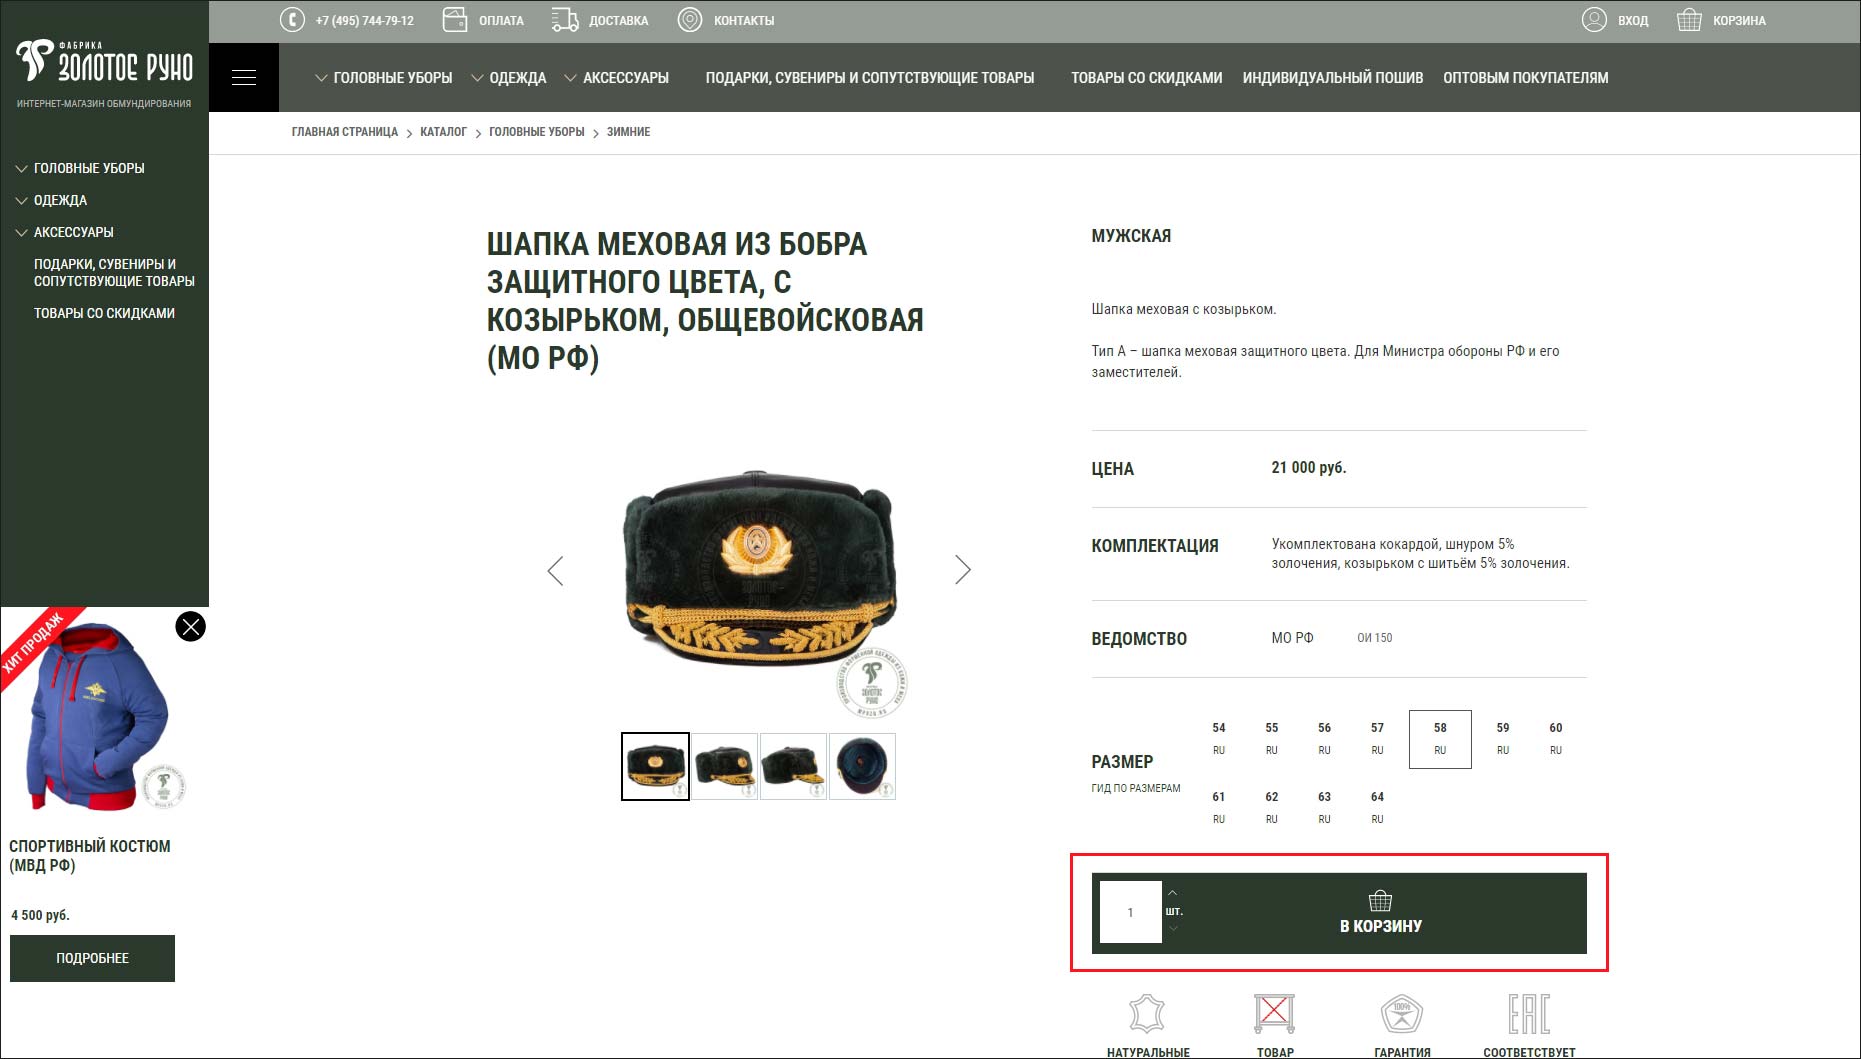 ФАБРИКА
ЗОЛОТОЕ РУНО
ИНТЕРНЕТ-МАГАЗИН ОБМУНДИРОВАНИЯ
+7 (495) 744-79-12
ОПЛАТА
ДОСТАВКА
КОНТАКТЫ
ВХОД
КОРЗИНА
ГОЛОВНЫЕ УБОРЫ
ОДЕЖДА
АКСЕССУАРЫ
ПОДАРКИ, СУВЕНИРЫ И СОПУТСТВУЮЩИЕ ТОВАРЫ
ТОВАРЫ СО СКИДКАМИ
ИНДИВИДУАЛЬНЫЙ ПОШИВ
ОПТОВЫМ ПОКУПАТЕЛЯМ
ГЛАВНАЯ СТРАНИЦА > КАТАЛОГ > ГОЛОВНЫЕ УБОРЫ > ЗИМНИЕ
ГОЛОВНЫЕ УБОРЫ
ОДЕЖДА
АКСЕССУАРЫ
ПОДАРКИ, СУВЕНИРЫ И
СОПУТСТВУЮЩИЕ ТОВАРЫ
ТОВАРЫ СО СКИДКАМИ
ХИТ ПРОДАЖ
СПОРТИВНЫЙ КОСТЮМ
(МВД РФ)
4 500 руб.
ПОДРОБНЕЕ
ШАПКА МЕХОВАЯ ИЗ БОБРА
ЗАЩИТНОГО ЦВЕТА, С
КОЗЫРЬКОМ, ОБЩЕВОЙСКОВАЯ
(МО РФ)
ЗОЛОТОЕ
РУНО
МУЖСКАЯ
Шапка меховая с козырьком.
Тип А – шапка меховая защитного цвета. Для Министра обороны РФ и его
заместителей.
ЦЕНА
21 000 руб.
КОМПЛЕКТАЦИЯ
Укомплектована кокардой, шнуром 5%
золочения, козырьком с шитьём 5% золочения.
ВЕДОМСТВО
МО РФ
ОИ 150
РАЗМЕР
ГИД ПО РАЗМЕРАМ
54 55 56 57 58 59 60
RU RU RU RU RU RU RU
61 62 63 64
RU RU RU RU
1
шт.
В КОРЗИНУ
100%
ЕАС
НАТУРАЛЬНЫЕ
ТОВАР
ГАРАНТИЯ
СООТВЕТСТВУЕТ